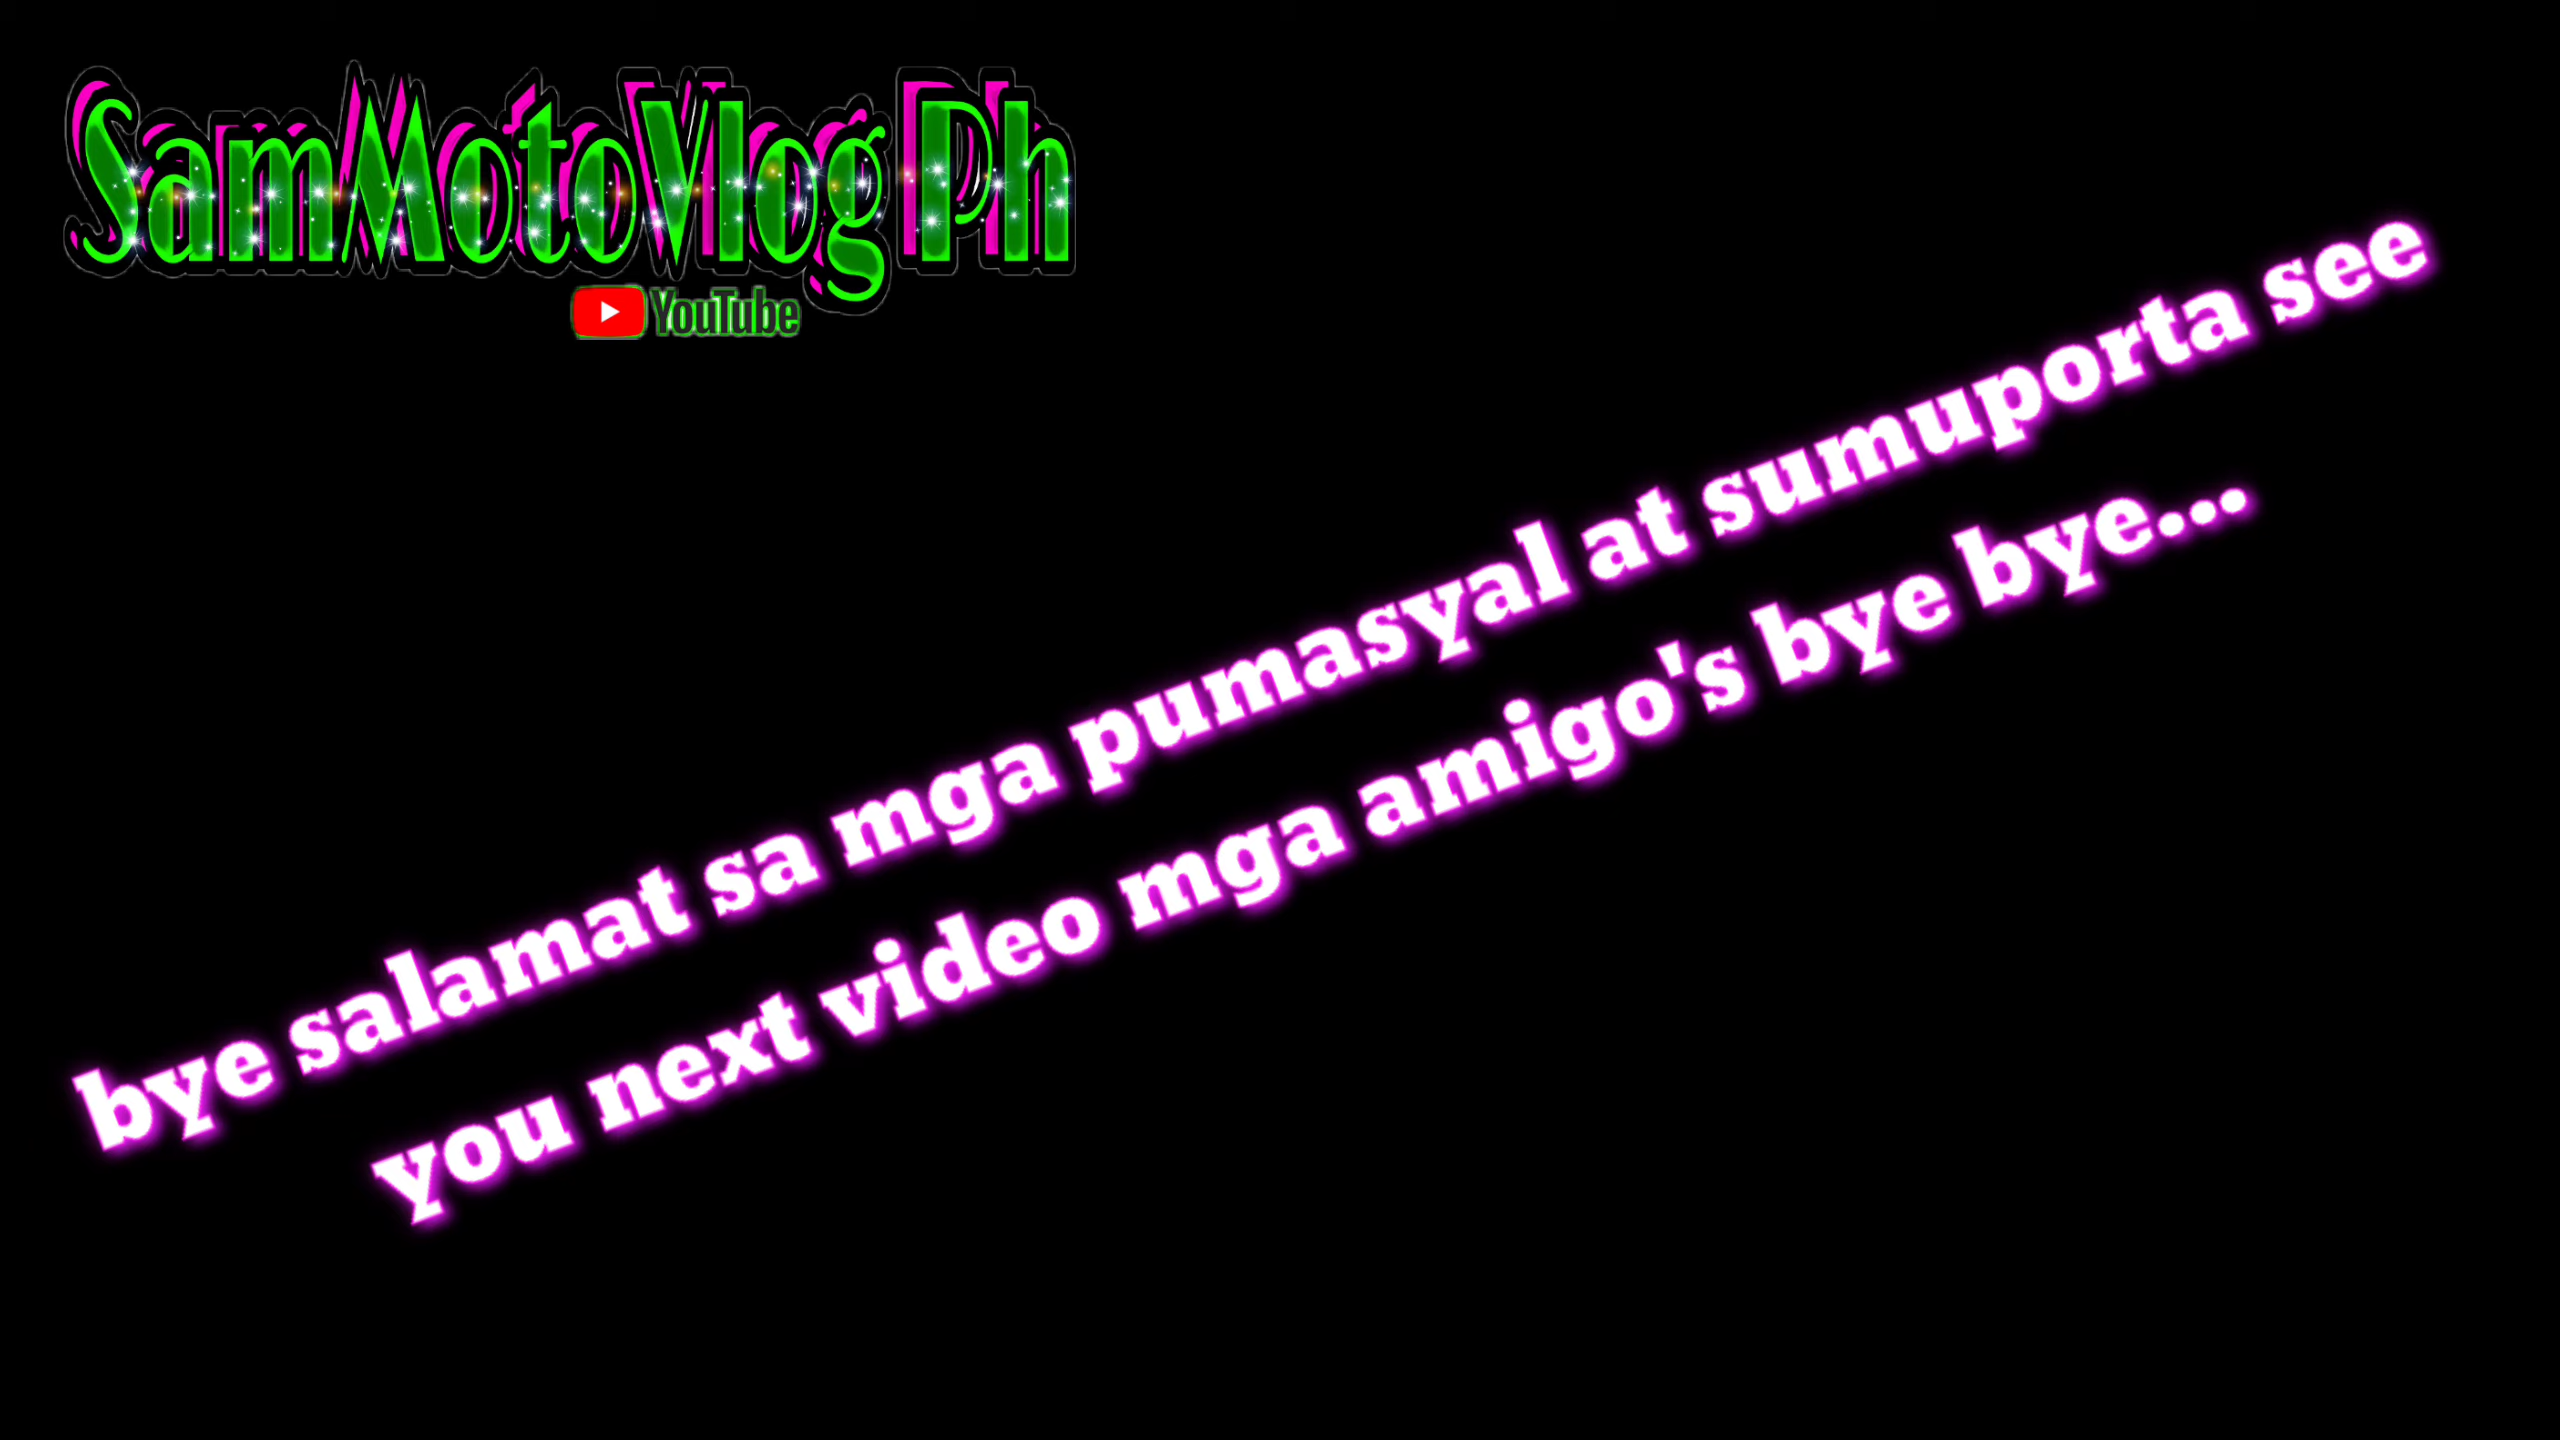 SamMotoVlog Ph
YouTube
bye salamat sa mga pumasyal at sumuporta see
you next video mga amigo's bye bye...